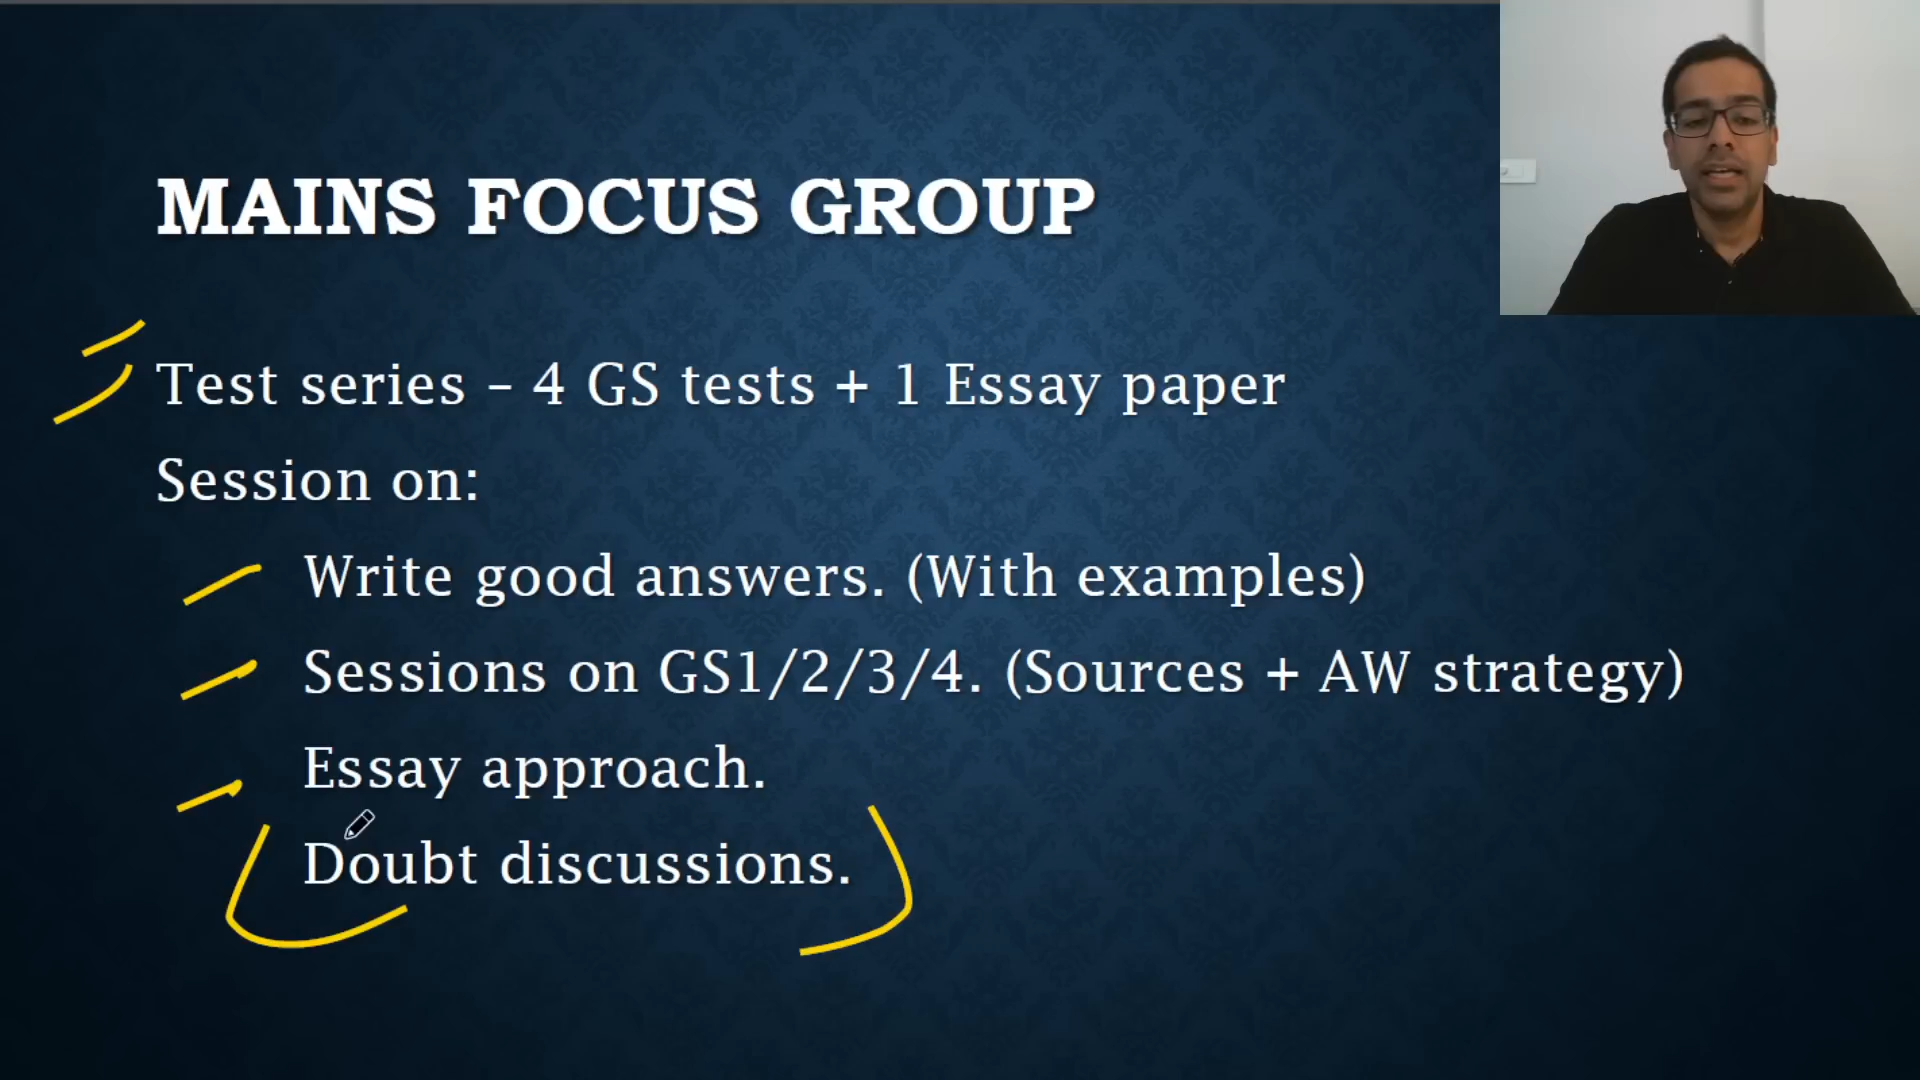 MAINS FOCUS GROUP
Test series – 4 GS tests + 1 Essay paper
Session on:
Write good answers. (With examples)
Sessions on GS1/2/3/4. (Sources + AW strategy)
Essay approach.
Doubt discussions.